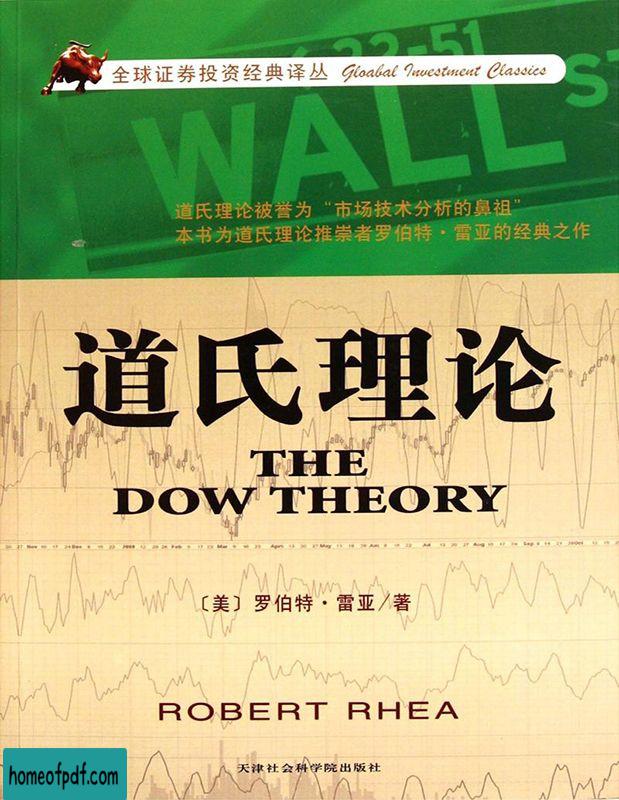 22-51
全球证券投资经典译丛 Gloabal Investment Classics
WALL ST
道氏理论被誉为“市场技术分析的鼻祖”
本书为道氏理论推崇者罗伯特·雷亚的经典之作
道氏理论
THE
DOW THEORY
〔美〕罗伯特·雷亚/著
ROBERT RHEA
天津社会科学院出版社
homeofpdf.com